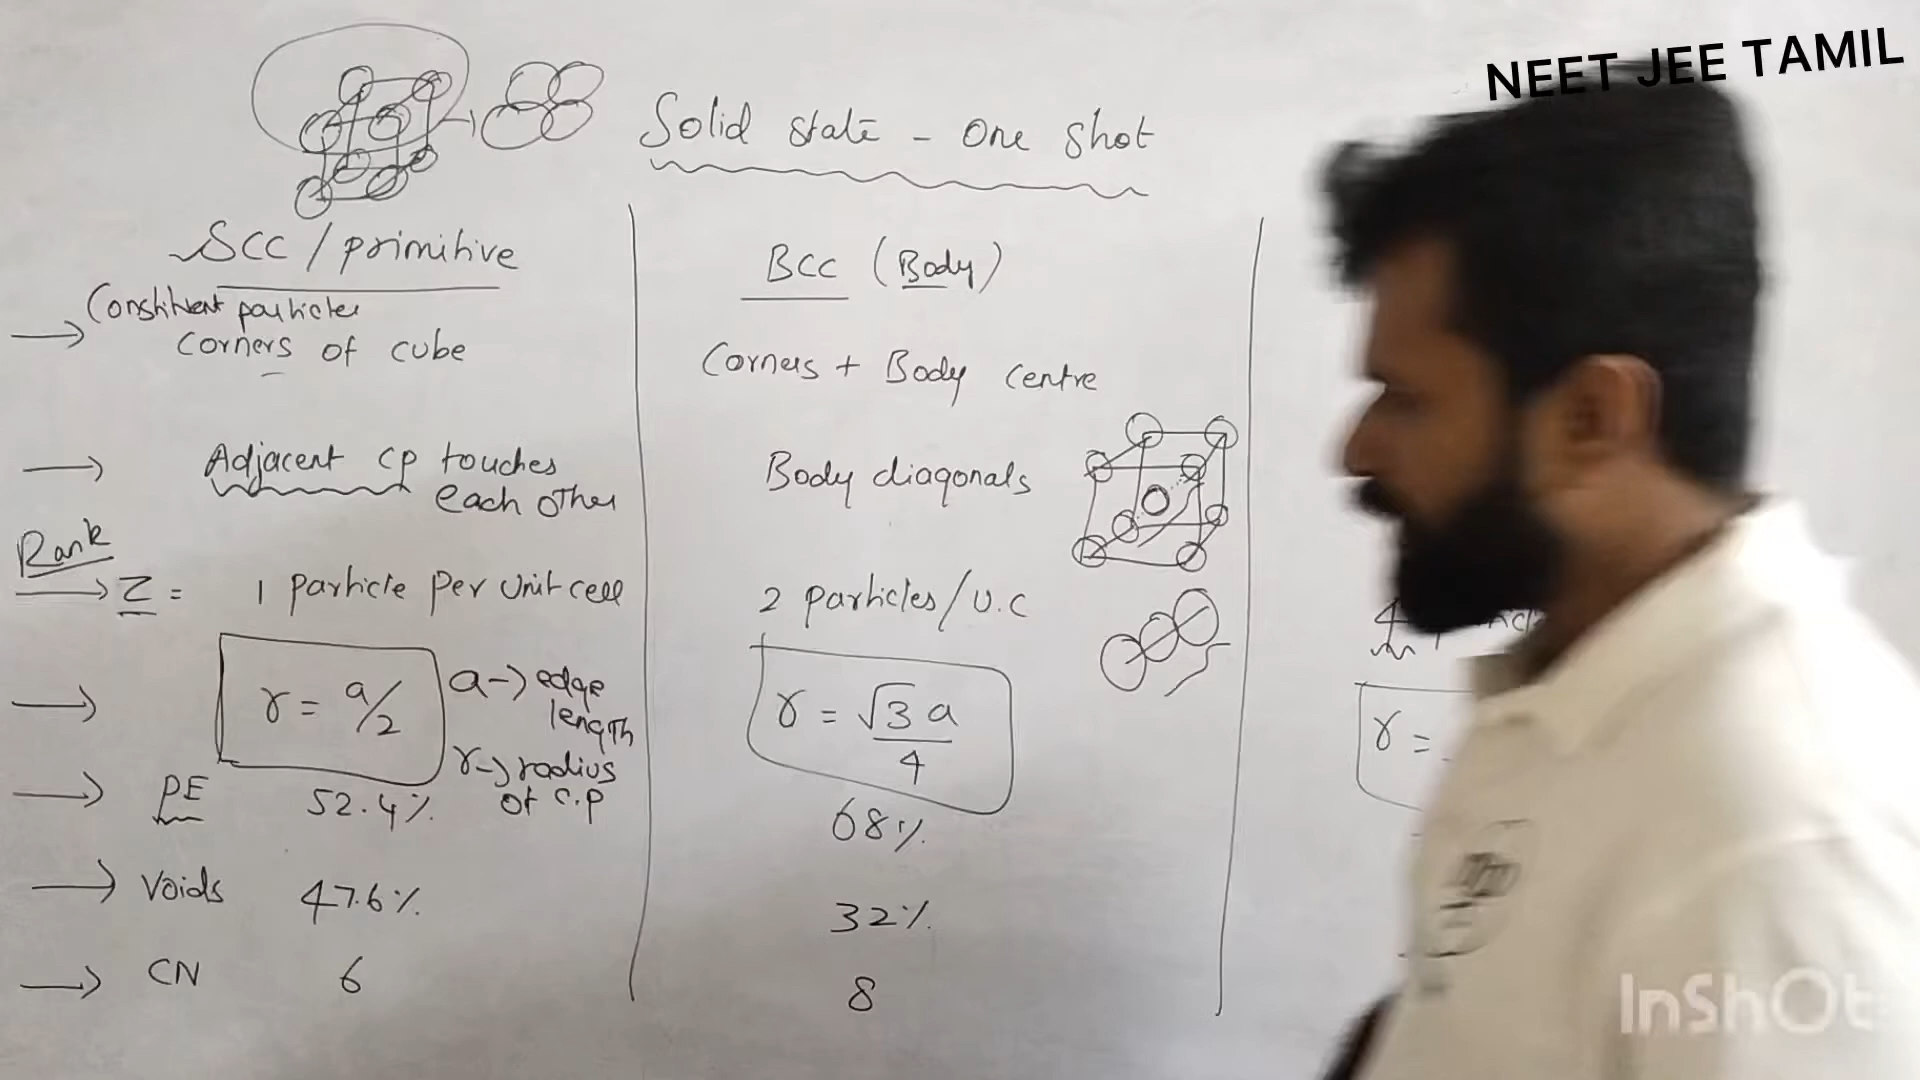 NEET JEE TAMIL
Solid state - One Shot
SCC / primitive
Constituent particles
corners of cube
Adjacent CP touches
each other
Rank
Z = 1 particle per unit cell
r = a/2
a → edge
length
r → radius
of c.p
PE 52.4%
Voids 47.6%
CN 6
BCC (Body)
Corners + Body centre
Body diagonals
2 particles / U.C
r = √3 a / 4
68%
32%
8
4
r =
InShOt